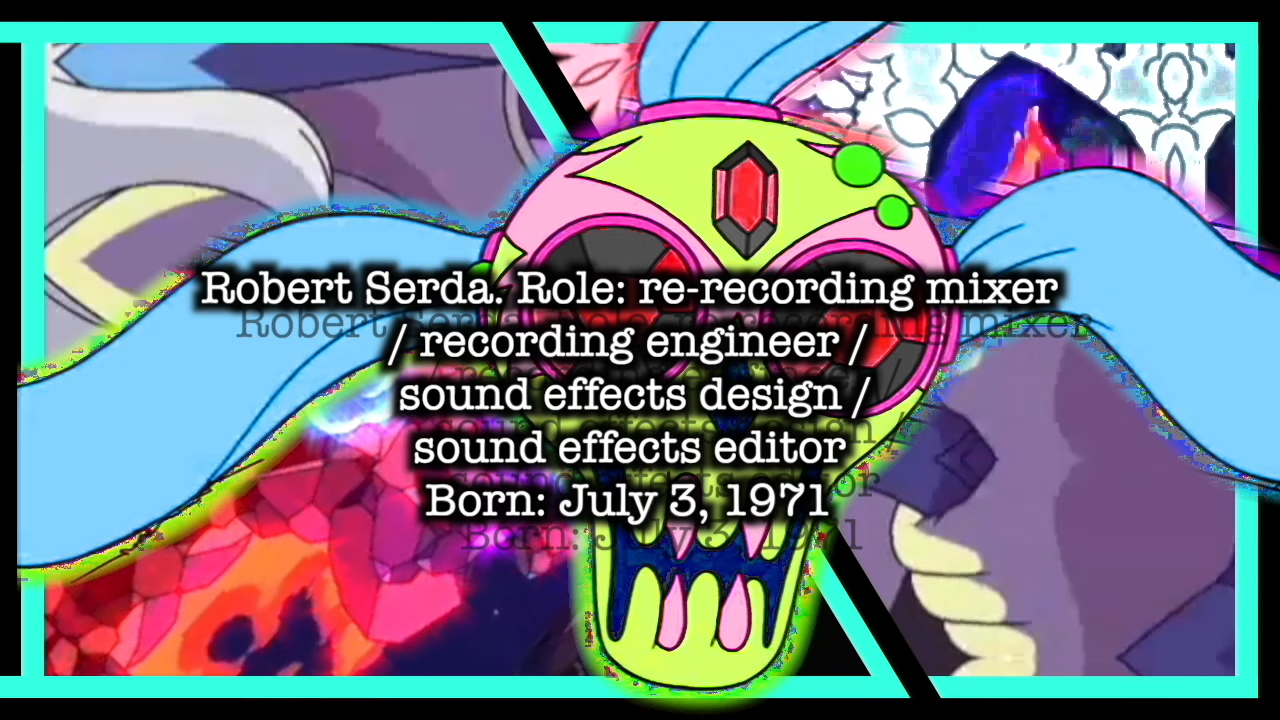 Robert Serda. Role: re-recording mixer
/ recording engineer /
sound effects design /
sound effects editor
Born: July 3, 1971